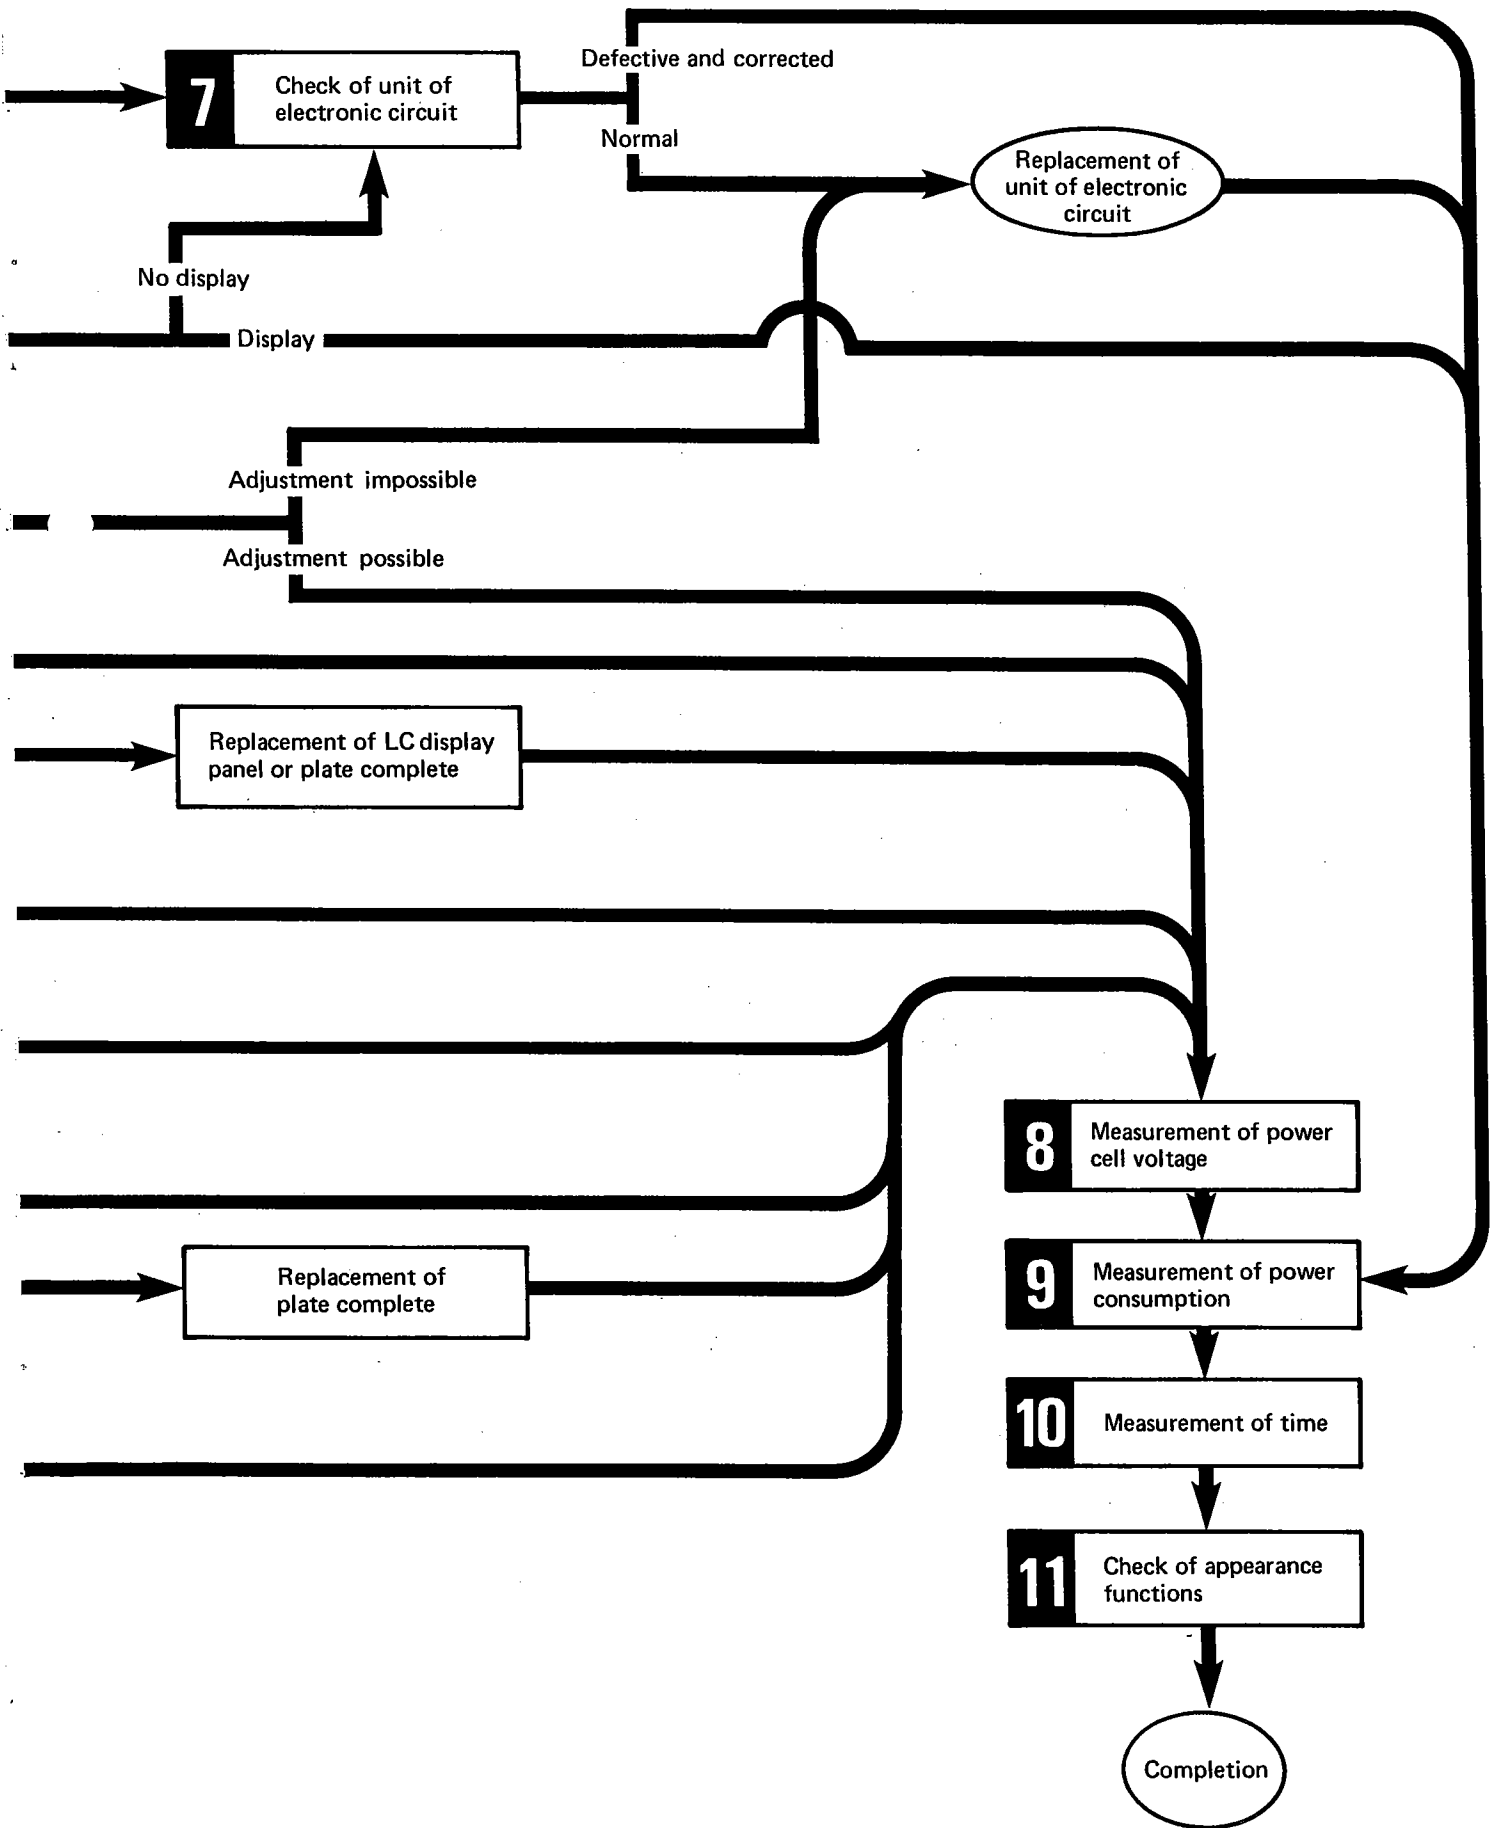 Defective and corrected
7
Check of unit of
electronic circuit
Normal
Replacement of
unit of electronic
circuit
No display
Display
Adjustment impossible
Adjustment possible
Replacement of LC display
panel or plate complete
8
Measurement of power
cell voltage
9
Measurement of power
consumption
Replacement of
plate complete
10
Measurement of time
11
Check of appearance
functions
Completion